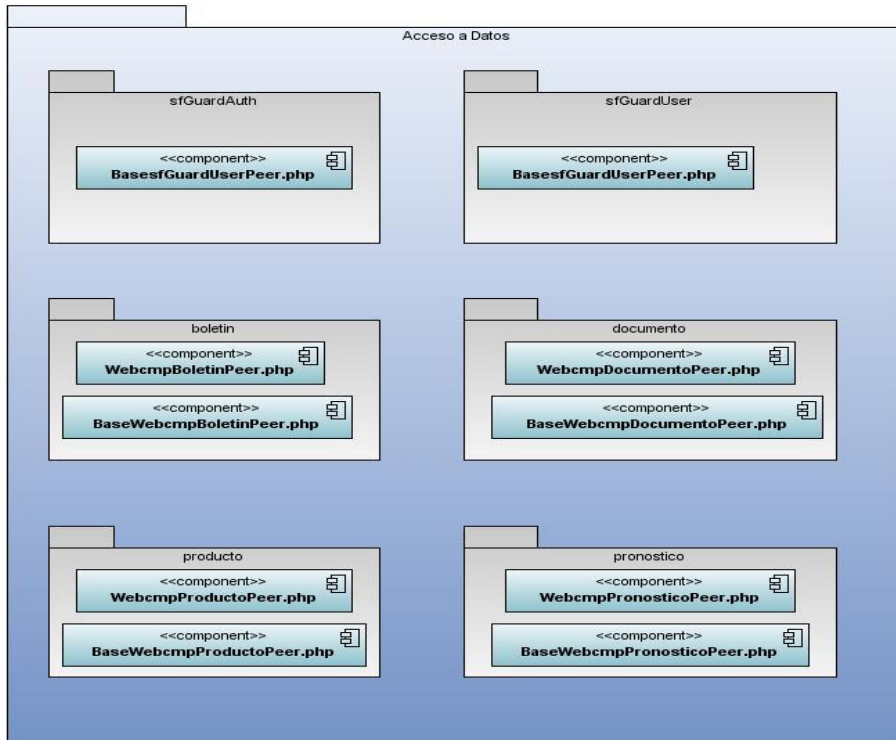 Acceso a Datos
sfGuardAuth
<<component>>
BasesfGuardUserPeer.php
sfGuardUser
<<component>>
BasesfGuardUserPeer.php
boletin
<<component>>
WebcmpBoletinPeer.php
<<component>>
BaseWebcmpBoletinPeer.php
documento
<<component>>
WebcmpDocumentoPeer.php
<<component>>
BaseWebcmpDocumentoPeer.php
producto
<<component>>
WebcmpProductoPeer.php
<<component>>
BaseWebcmpProductoPeer.php
pronostico
<<component>>
WebcmpPronosticoPeer.php
<<component>>
BaseWebcmpPronosticoPeer.php